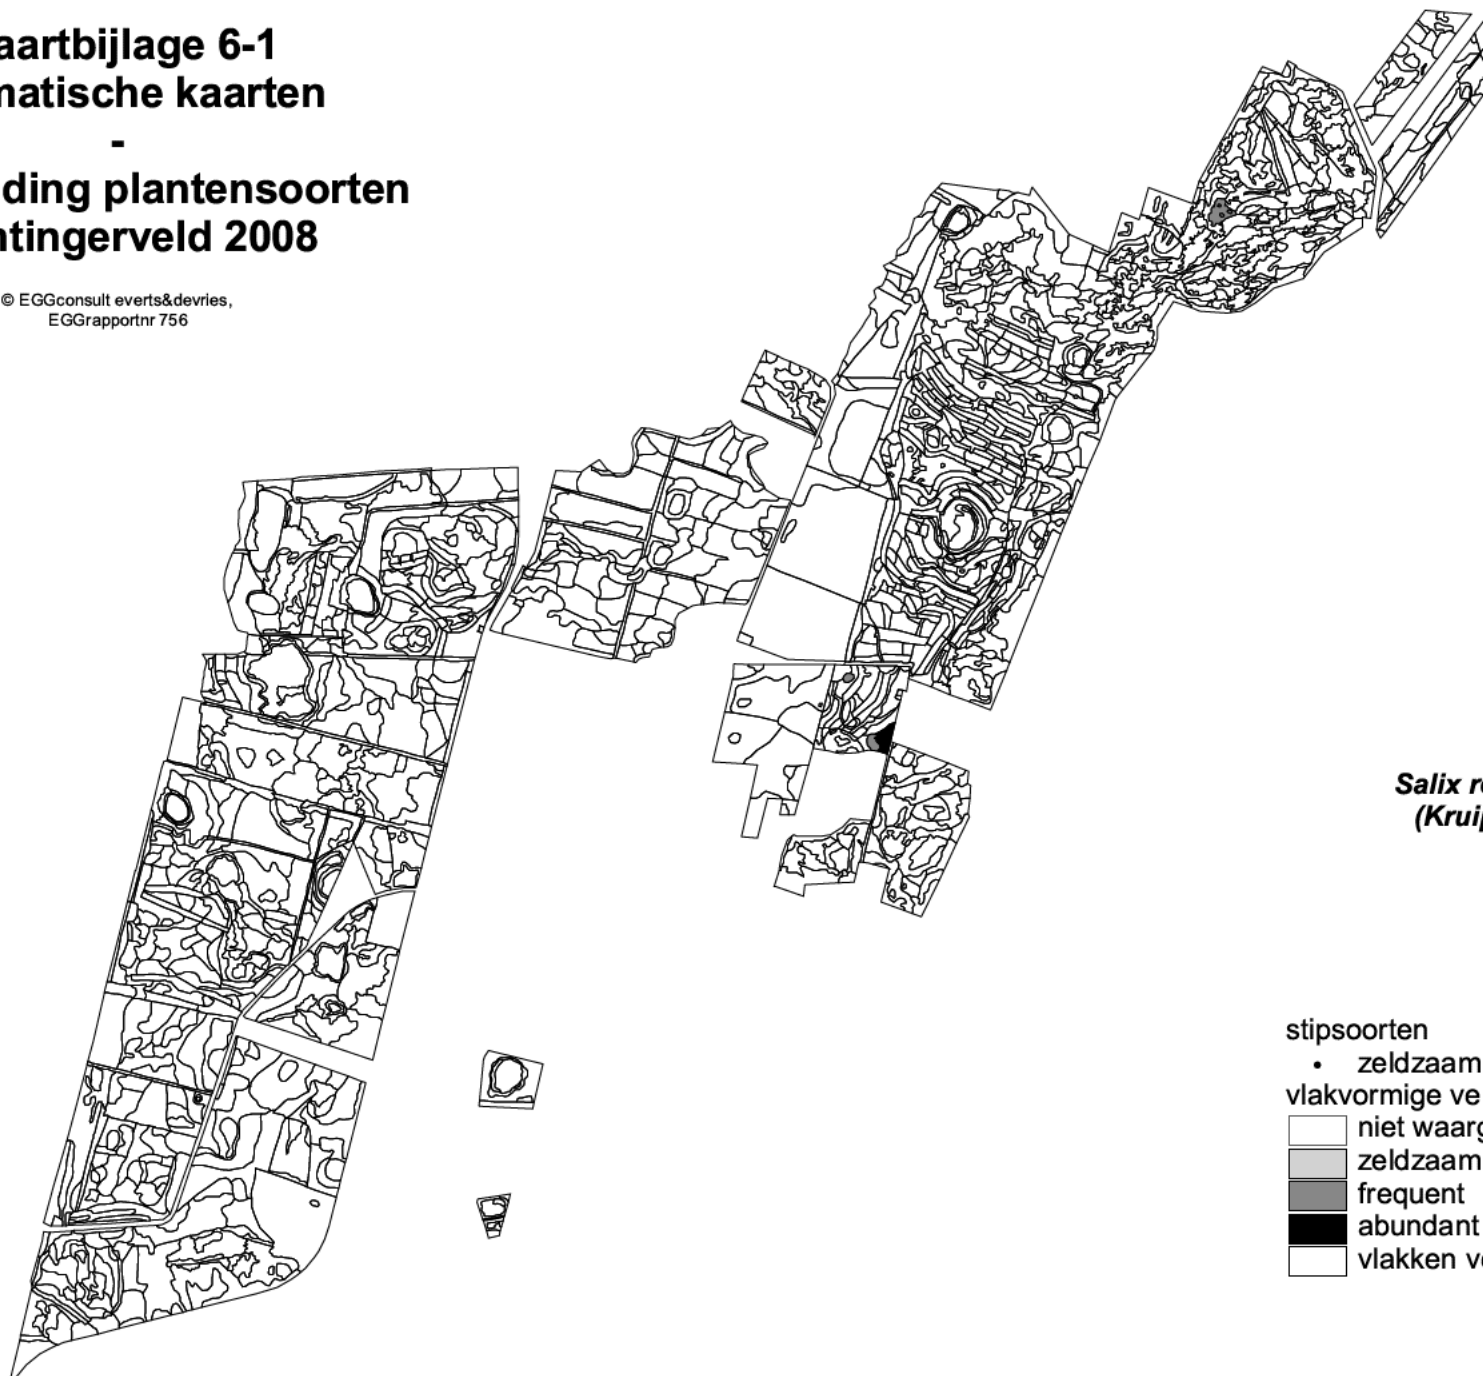 aartbijlage 6-1
matische kaarten
-
ding plantensoorten
ntingerveld 2008
© EGGconsult everts&devries,
EGGrapportnr 756
Salix r
(Krui
stipsoorten
• zeldzaam
vlakvormige ve
niet waarg
zeldzaam
frequent
abundant
vlakken v